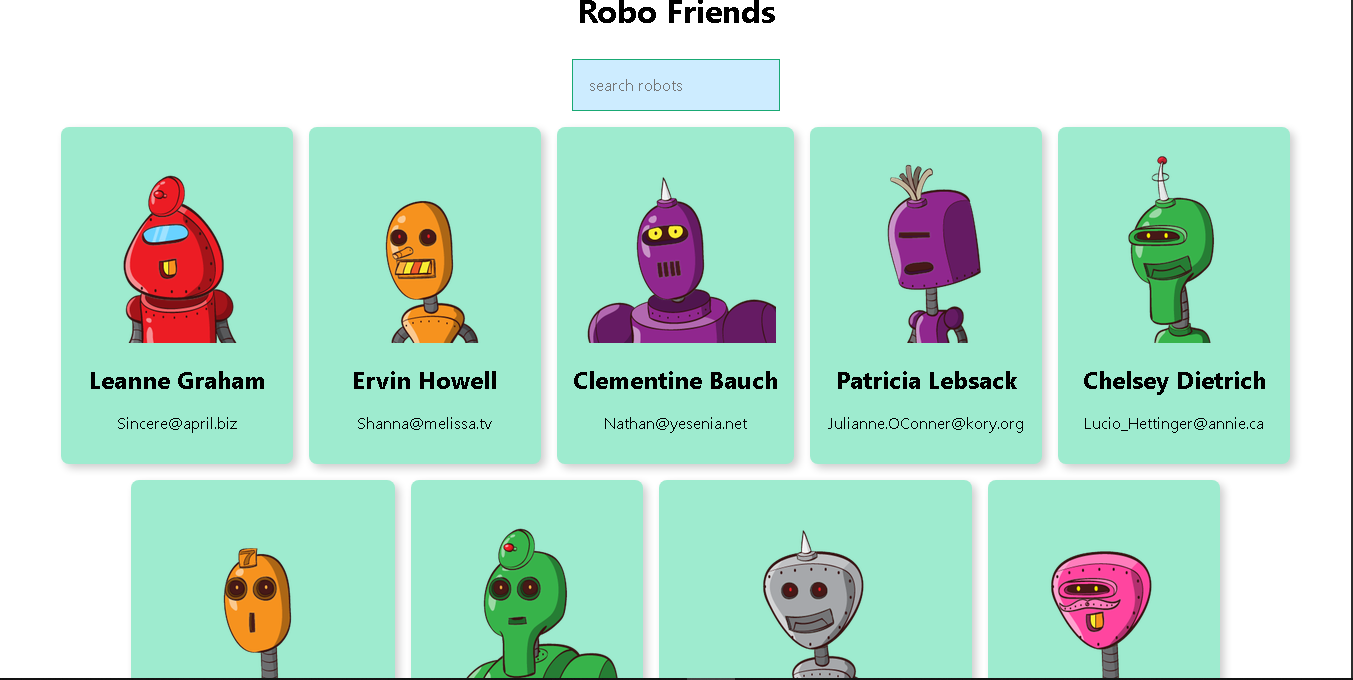 Robo Friends
search robots
Leanne Graham
Sincere@april.biz
Ervin Howell
Shanna@melissa.tv
Clementine Bauch
Nathan@yesenia.net
Patricia Lebsack
Julianne.OConner@kory.org
Chelsey Dietrich
Lucio_Hettinger@annie.ca
7